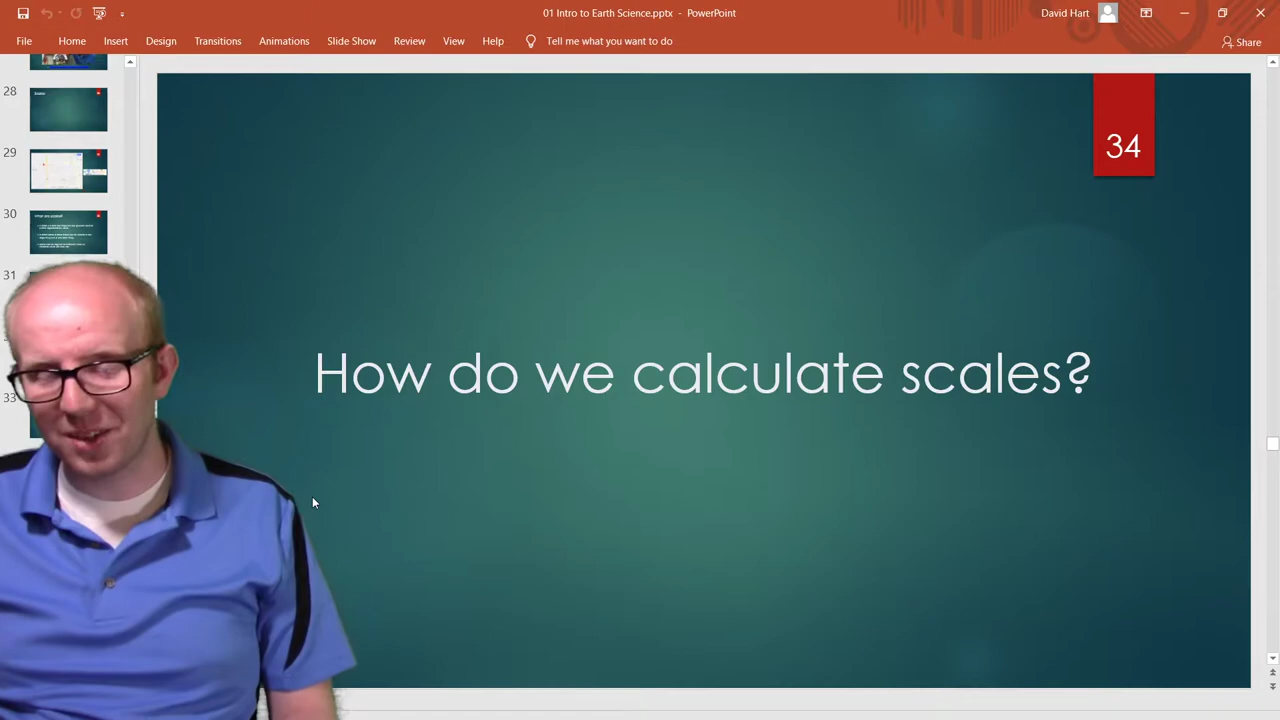 01 Intro to Earth Science.pptx - PowerPoint
David Hart
File Home Insert Design Transitions Animations Slide Show Review View Help Tell me what you want to do
Share
28
29
30
31
33
34
How do we calculate scales?